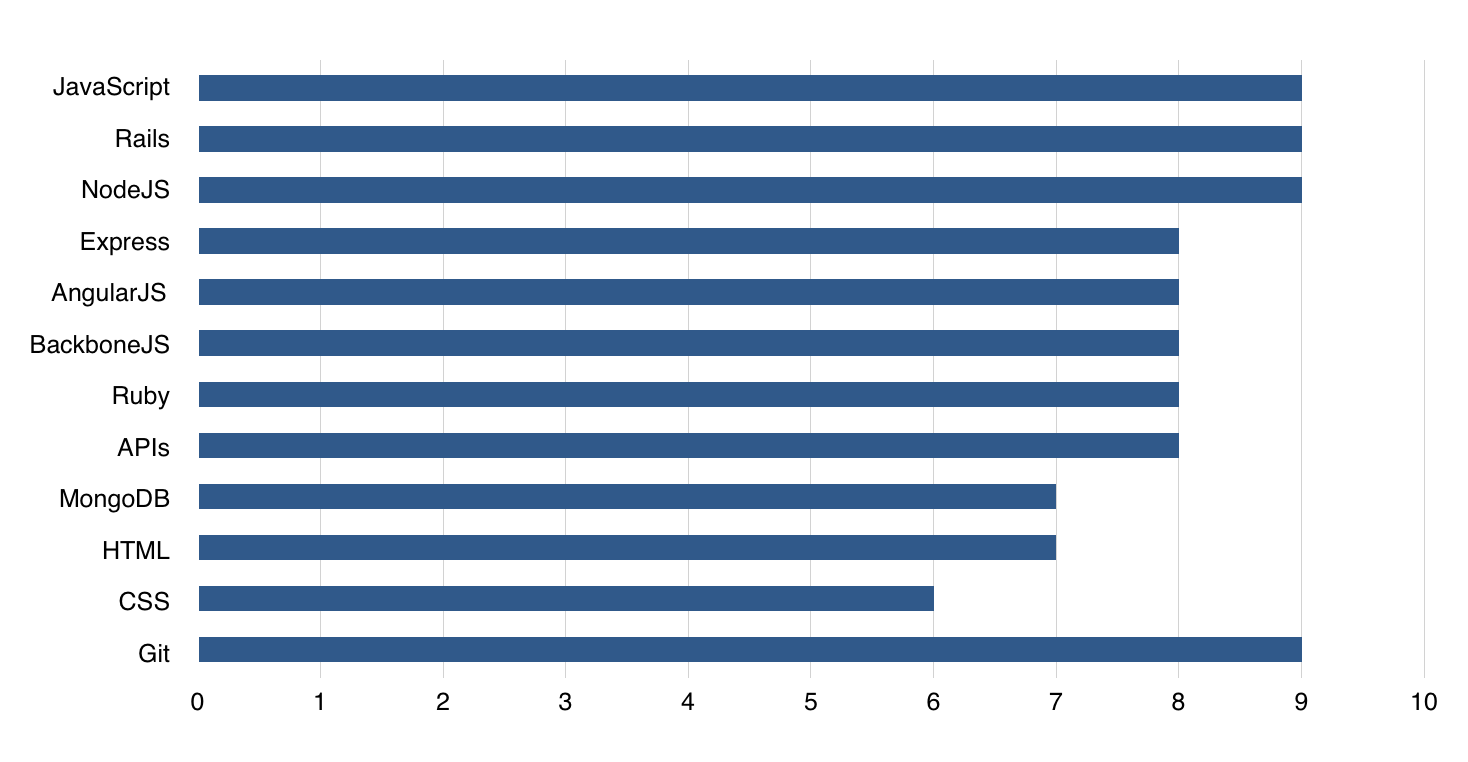 JavaScript
Rails
NodeJS
Express
AngularJS
BackboneJS
Ruby
APIs
MongoDB
HTML
CSS
Git
0 1 2 3 4 5 6 7 8 9 10